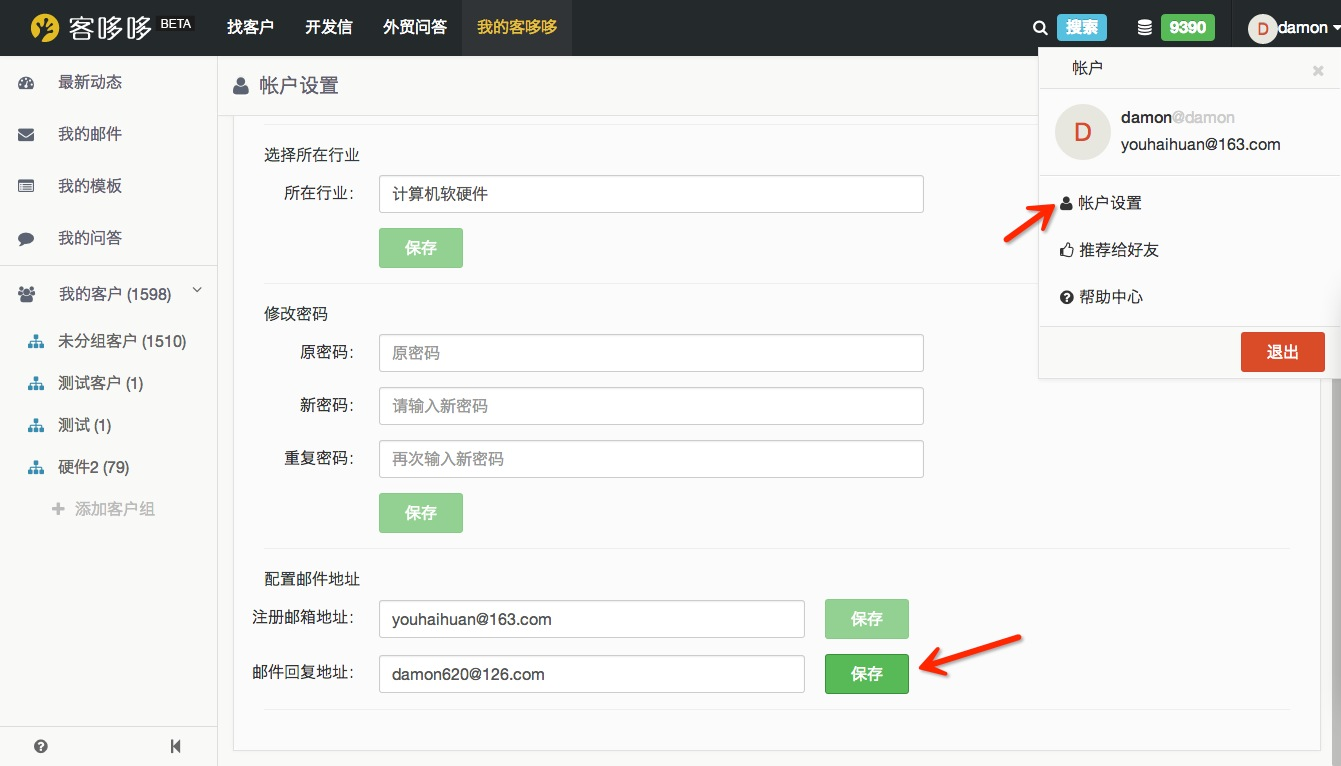 客哆哆 BETA 找客户 开发信 外贸问答 我的客哆哆 搜索 9390 D damon
最新动态
我的邮件
我的模板
我的问答
我的客户 (1598)
未分组客户 (1510)
测试客户 (1)
测试 (1)
硬件2 (79)
添加客户组
帐户设置
选择所在行业
所在行业： 计算机软硬件
保存
修改密码
原密码： 原密码
新密码： 请输入新密码
重复密码： 再次输入新密码
保存
配置邮件地址
注册邮箱地址： youhaihuan@163.com 保存
邮件回复地址： damon620@126.com 保存
帐户
D
damon@damon
youhaihuan@163.com
帐户设置
推荐给好友
帮助中心
退出